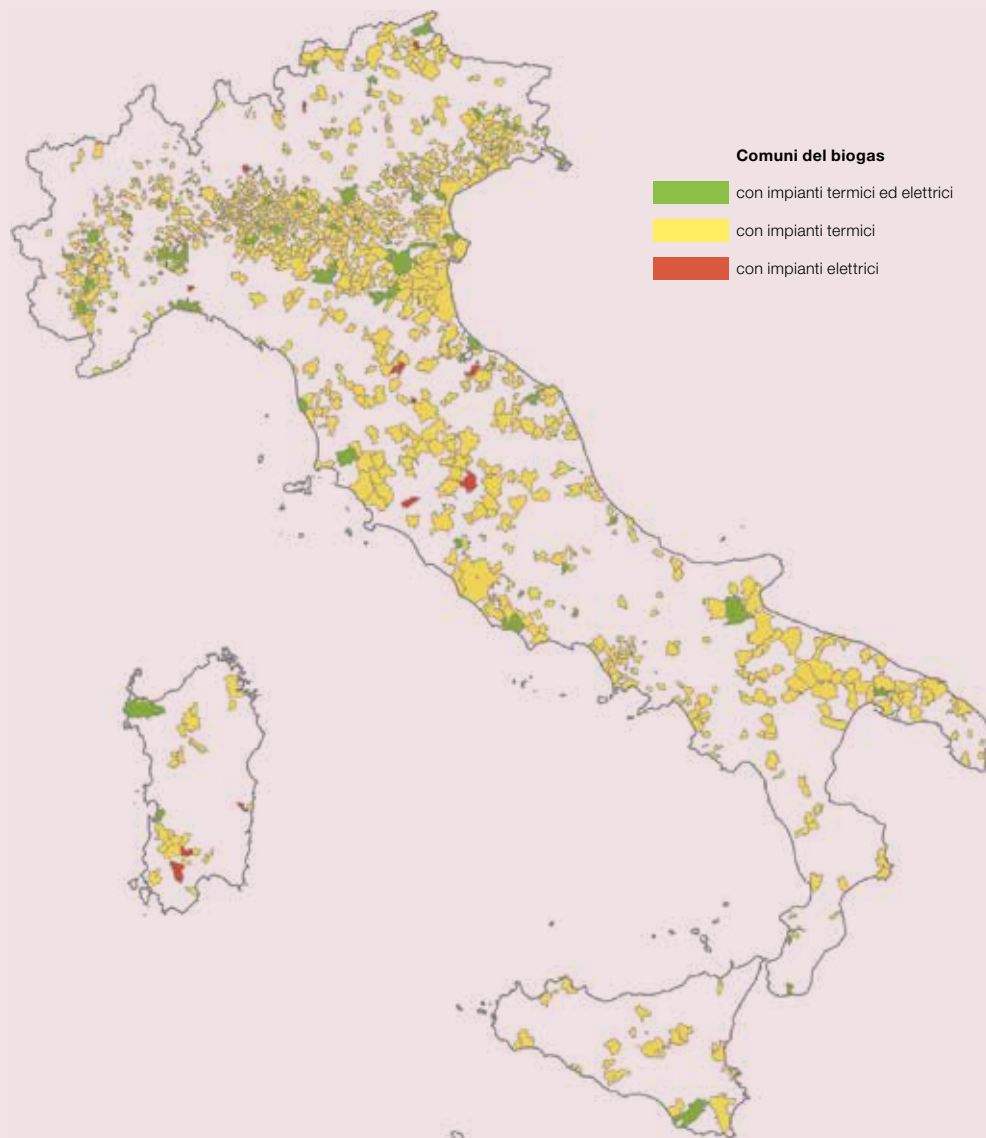 Comuni del biogas
con impianti termici ed elettrici
con impianti termici
con impianti elettrici